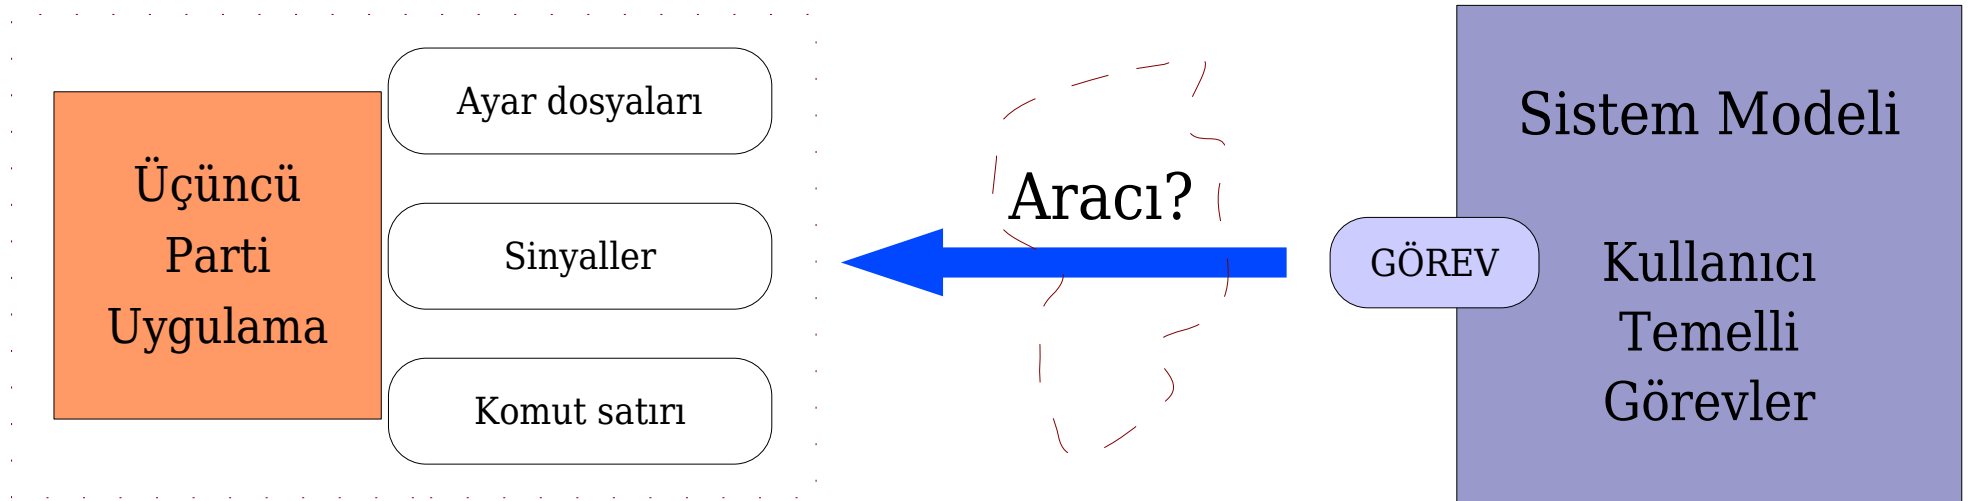 Üçüncü
Parti
Uygulama
Ayar dosyaları
Sinyaller
Komut satırı
Aracı?
GÖREV
Sistem Modeli
Kullanıcı
Temelli
Görevler